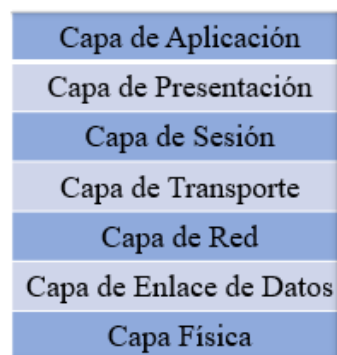 Capa de Aplicación
Capa de Presentación
Capa de Sesión
Capa de Transporte
Capa de Red
Capa de Enlace de Datos
Capa Física